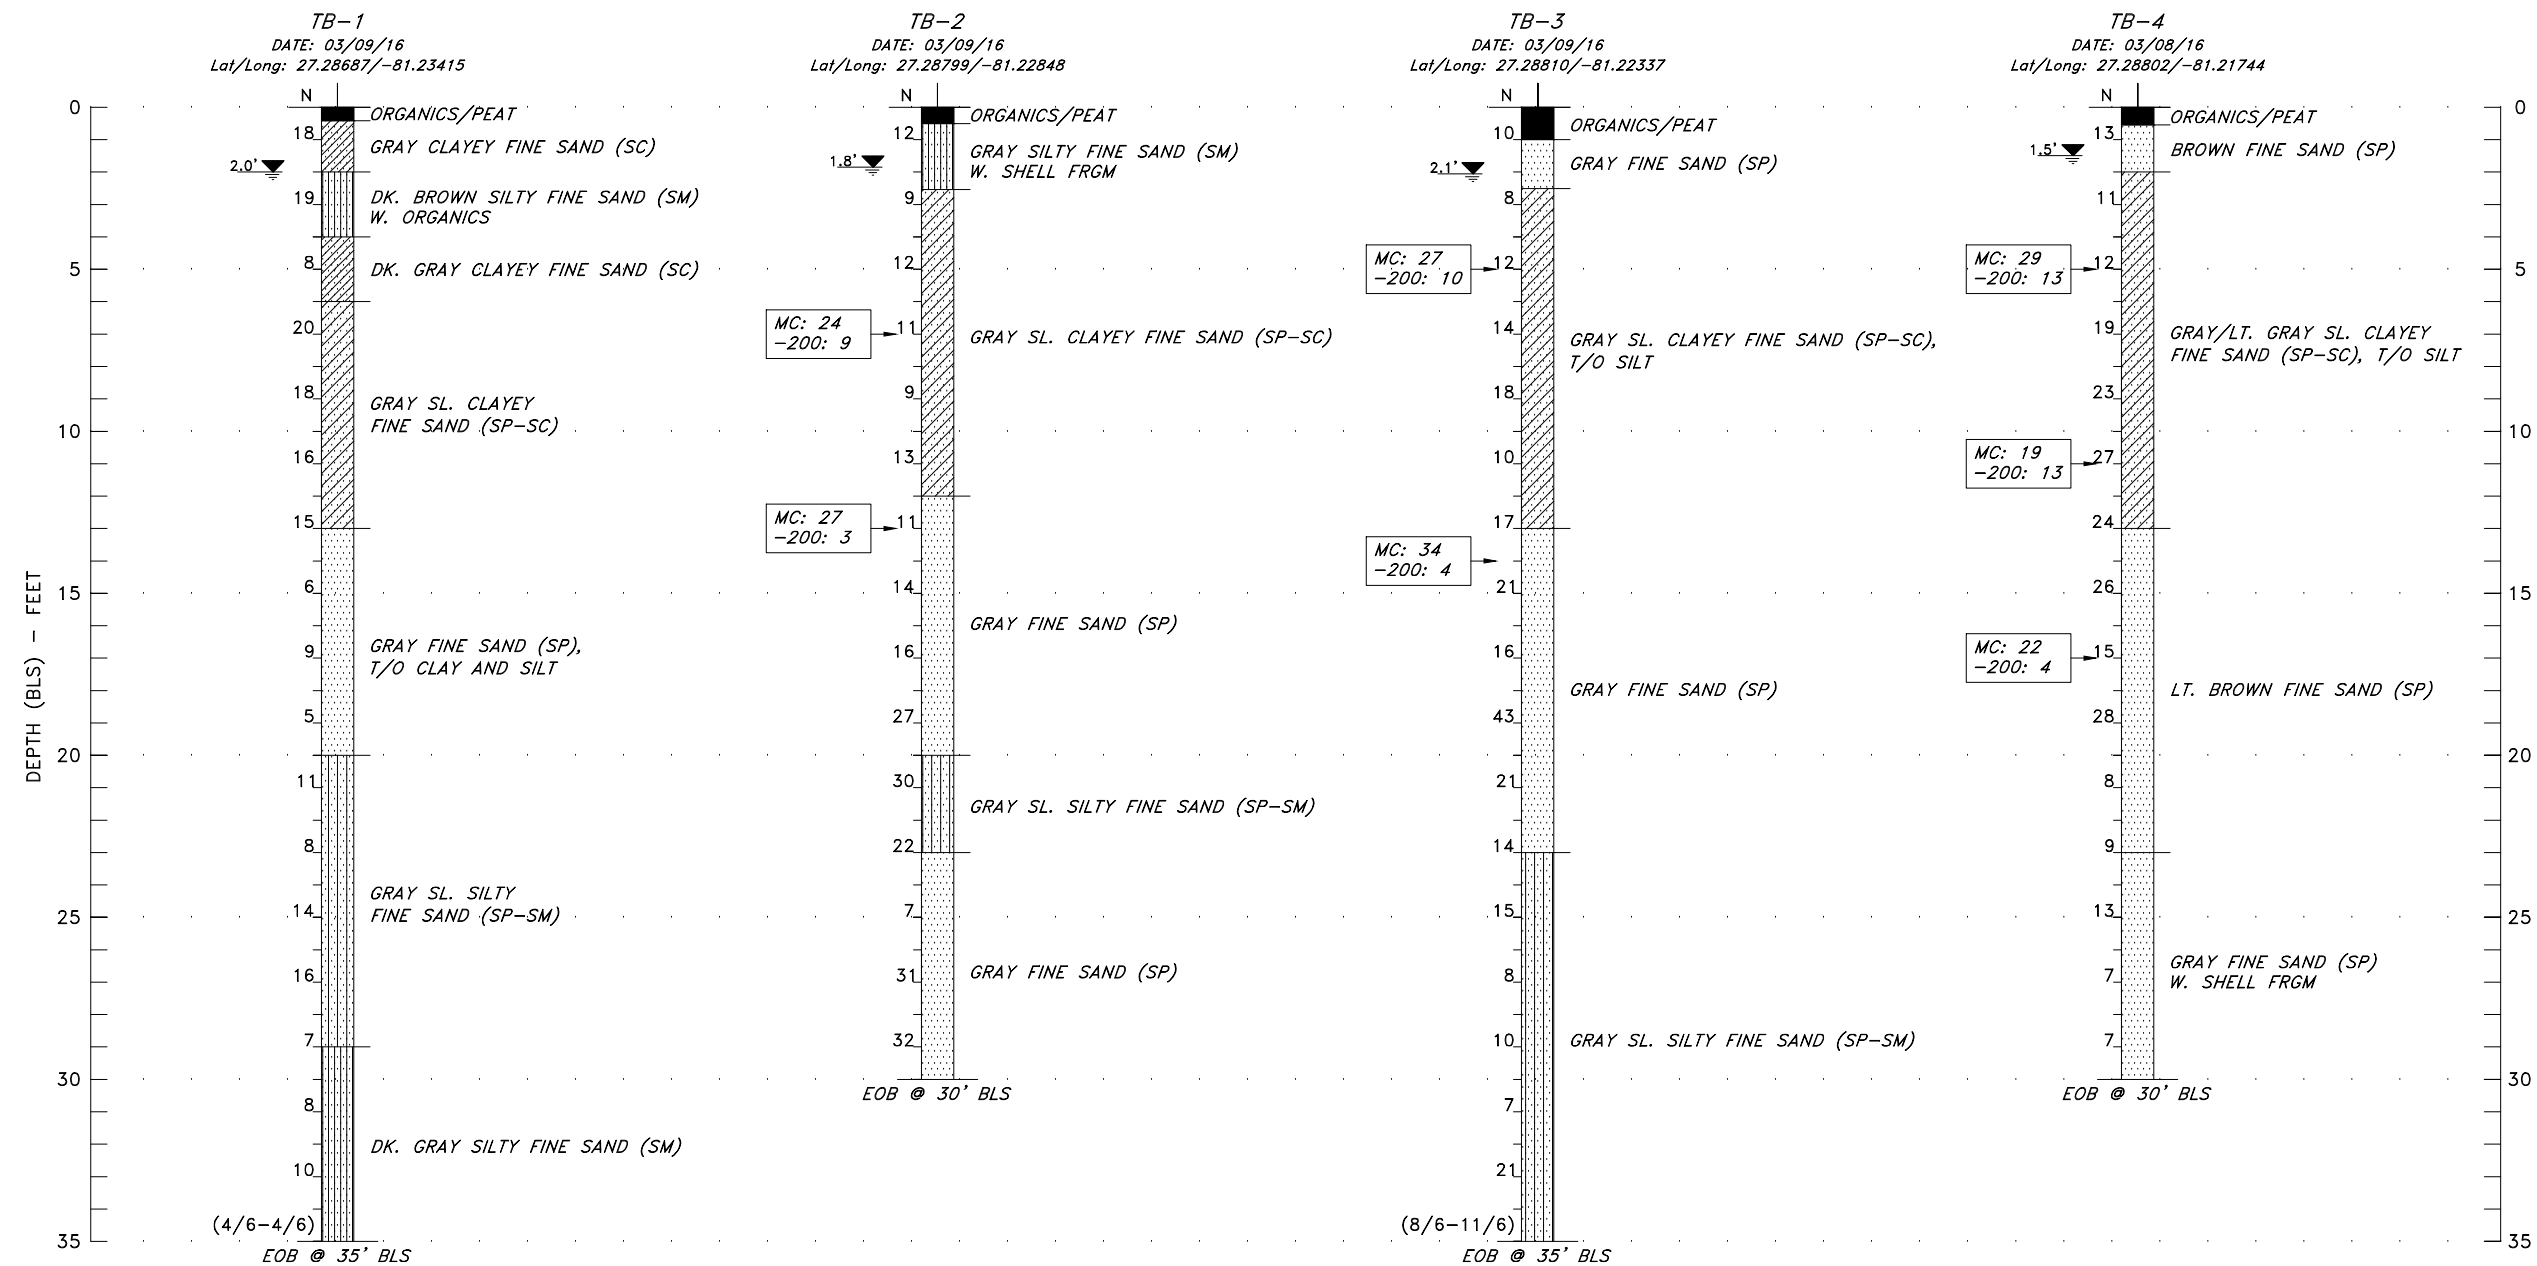 TB-1
DATE: 03/09/16
Lat/Long: 27.28687/-81.23415
N
ORGANICS/PEAT
18
GRAY CLAYEY FINE SAND (SC)
2.0'
19
DK. BROWN SILTY FINE SAND (SM)
W. ORGANICS
8
DK. GRAY CLAYEY FINE SAND (SC)
20
18
GRAY SL. CLAYEY
FINE SAND (SP-SC)
16
15
6
GRAY FINE SAND (SP),
T/O CLAY AND SILT
9
5
11
8
GRAY SL. SILTY
FINE SAND (SP-SM)
14
16
7
8
DK. GRAY SILTY FINE SAND (SM)
10
(4/6-4/6)
EOB @ 35' BLS
TB-2
DATE: 03/09/16
Lat/Long: 27.28799/-81.22848
N
ORGANICS/PEAT
12
GRAY SILTY FINE SAND (SM)
W. SHELL FRGM
1.8'
9
12
MC: 24
-200: 9
11
GRAY SL. CLAYEY FINE SAND (SP-SC)
9
13
MC: 27
-200: 3
11
14
GRAY FINE SAND (SP)
16
27
30
GRAY SL. SILTY FINE SAND (SP-SM)
22
7
31
GRAY FINE SAND (SP)
32
EOB @ 30' BLS
TB-3
DATE: 03/09/16
Lat/Long: 27.28810/-81.22337
N
ORGANICS/PEAT
10
GRAY FINE SAND (SP)
2.1'
8
MC: 27
-200: 10
12
14
GRAY SL. CLAYEY FINE SAND (SP-SC),
T/O SILT
18
10
17
MC: 34
-200: 4
21
16
GRAY FINE SAND (SP)
43
21
14
15
8
10
GRAY SL. SILTY FINE SAND (SP-SM)
7
21
(8/6-11/6)
EOB @ 35' BLS
TB-4
DATE: 03/08/16
Lat/Long: 27.28802/-81.21744
N
ORGANICS/PEAT
13
BROWN FINE SAND (SP)
1.5'
11
MC: 29
-200: 13
12
19
GRAY/LT. GRAY SL. CLAYEY
FINE SAND (SP-SC), T/O SILT
23
MC: 19
-200: 13
27
24
26
MC: 22
-200: 4
15
LT. BROWN FINE SAND (SP)
28
8
9
13
GRAY FINE SAND (SP)
W. SHELL FRGM
7
7
EOB @ 30' BLS
DEPTH (BLS) - FEET
0
5
10
15
20
25
30
35
0
5
10
15
20
25
30
35